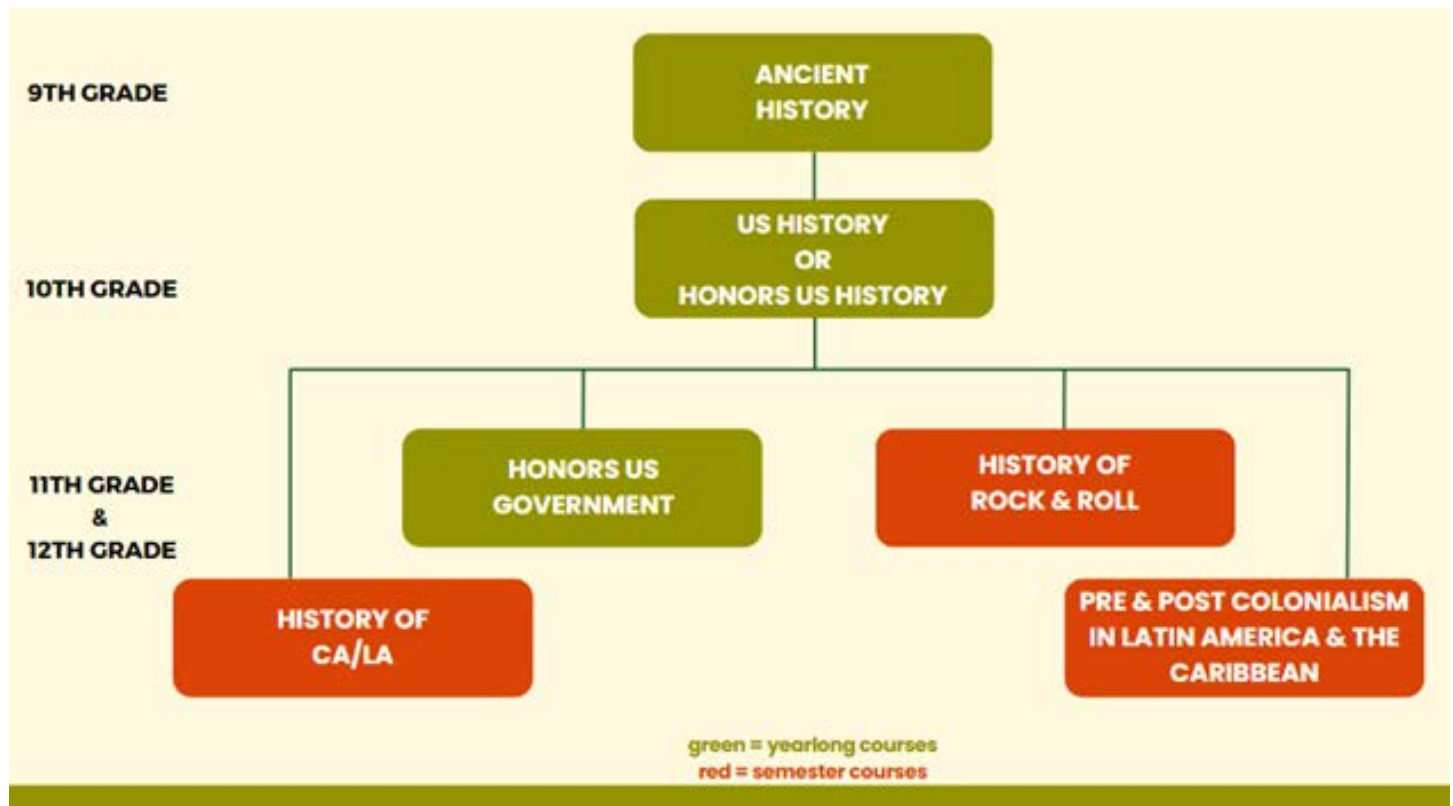 9TH GRADE
ANCIENT
HISTORY
10TH GRADE
US HISTORY
OR
HONORS US HISTORY
11TH GRADE
&
12TH GRADE
HONORS US
GOVERNMENT
HISTORY OF
ROCK & ROLL
HISTORY OF
CA/LA
PRE & POST COLONIALISM
IN LATIN AMERICA & THE
CARIBBEAN
green = yearlong courses
red = semester courses